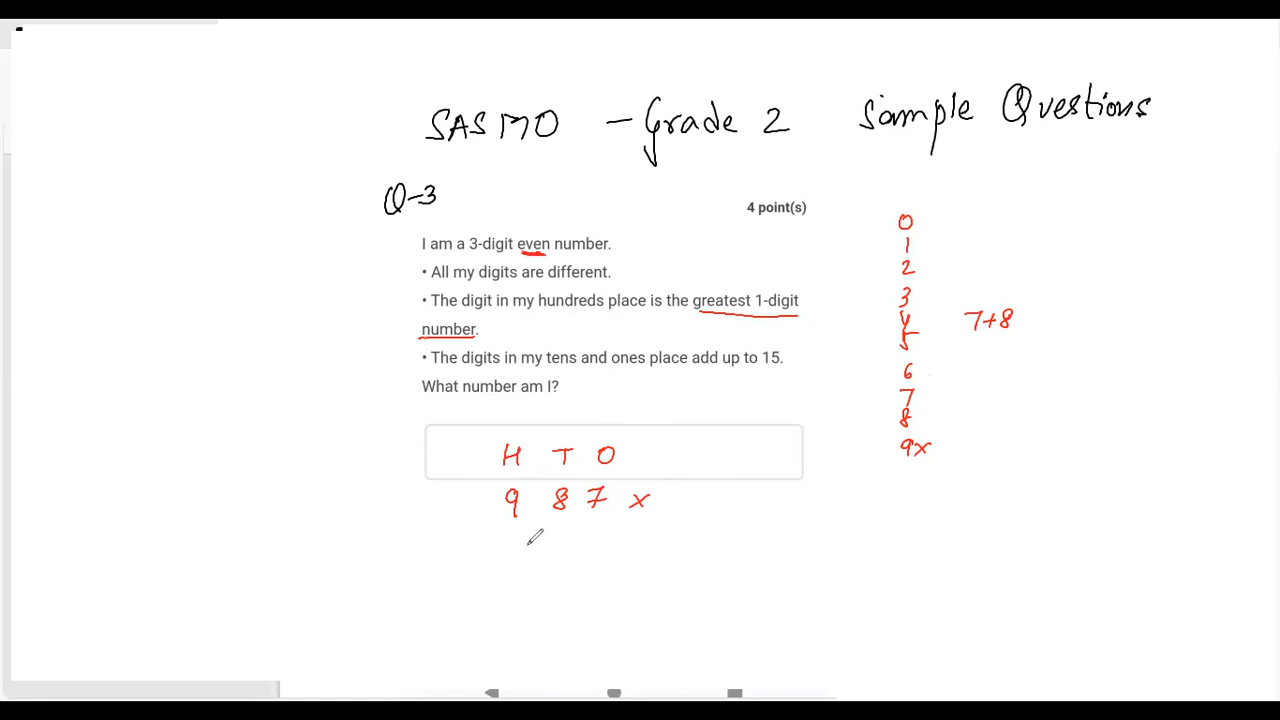 SASMO - Grade 2 Sample Questions
Q-3
4 point(s)
I am a 3-digit even number.
• All my digits are different.
• The digit in my hundreds place is the greatest 1-digit
number.
• The digits in my tens and ones place add up to 15.
What number am I?
H T O
9 8 7 x
0
1
2
3
4
5
6
7
8
9x
7+8